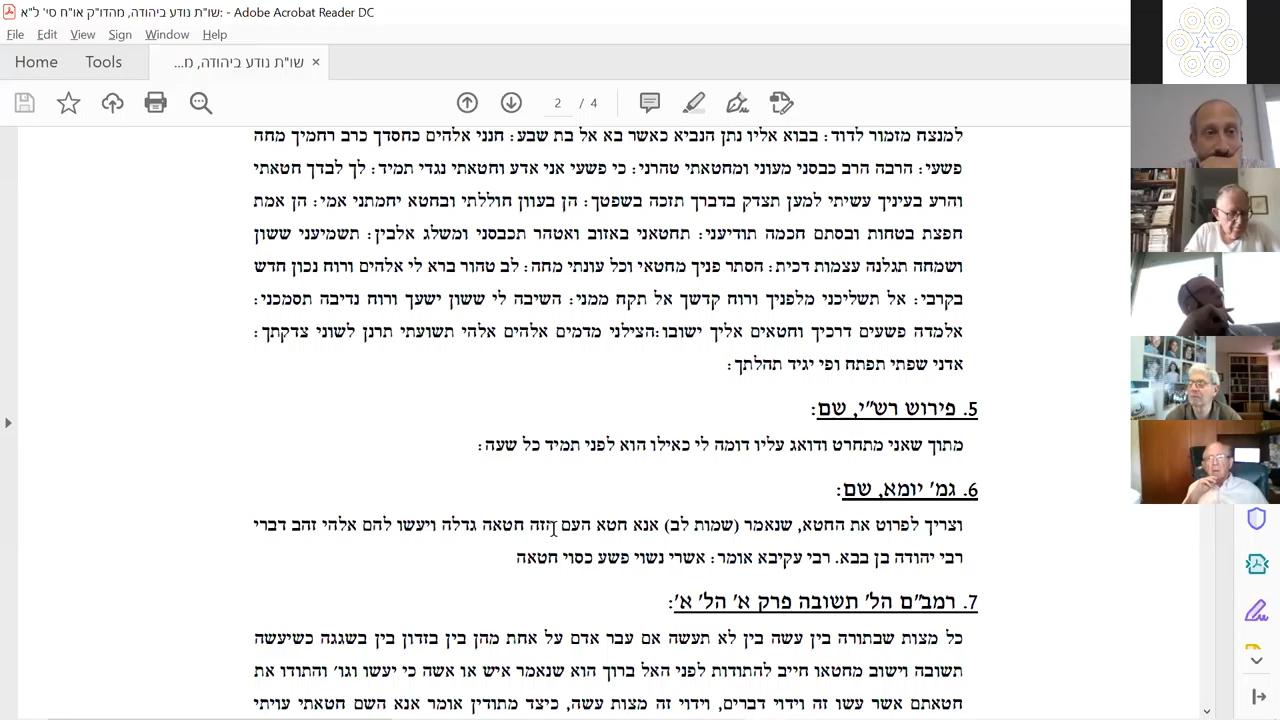 שו"ת נודע ביהודה, מהדו"ק או"ח סי' ל"א: - Adobe Acrobat Reader DC
File Edit View Sign Window Help
Home Tools שו"ת נודע ביהודה, מ... ×
2 / 4
למנצח מזמור לדוד: בבוא אליו נתן הנביא כאשר בא אל בת שבע: חנני אלהים כחסדך כרב רחמיך מחה
פשעי: הרבה הרב כבסני מעוני ומחטאתי טהרני: כי פשעי אני אדע וחטאתי נגדי תמיד: לך לבדך חטאתי
והרע בעיניך עשיתי למען תצדק בדברך תזכה בשפטך: הן בעוון חוללתי ובחטא יחמתני אמי: הן אמת
חפצת בטחות ובסתם חכמה תודיעני: תחטאני באזוב ואטהר תכבסני ומשלג אלבין: תשמיעני ששון
ושמחה תגלנה עצמות דכית: הסתר פניך מחטאי וכל עונתי מחה: לב טהור ברא לי אלהים ורוח נכון חדש
בקרבי: אל תשליכני מלפניך ורוח קדשך אל תקח ממני: השיבה לי ששון ישעך ורוח נדיבה תסמכני:
אלמדה פשעים דרכיך וחטאים אליך ישובו:הצילני מדמים אלהים אלהי תשועתי תרנן לשוני צדקתך:
אדני שפתי תפתח ופי יגיד תהלתך:
5. פירוש רש"י, שם:
מתוך שאני מתחרט ודואג עליו דומה לי כאילו הוא לפני תמיד כל שעה:
6. גמ' יומא, שם:
וצריך לפרוט את החטא, שנאמר (שמות לב) אנא חטא העם הזה חטאה גדלה ויעשו להם אלהי זהב דברי
רבי יהודה בן בבא. רבי עקיבא אומר: אשרי נשוי פשע כסוי חטאה
7. רמב"ם הל' תשובה פרק א' הל' א':
כל מצות שבתורה בין עשה בין לא תעשה אם עבר אדם על אחת מהן בין בזדון בין בשגגה כשיעשה
תשובה וישוב מחטאו חייב להתודות לפני האל ברוך הוא שנאמר איש או אשה כי יעשו וגו' והתודו את
חטאתם אשר עשו זה וידוי דברים, וידוי זה מצות עשה, כיצד מתודין אומר אנא השם חטאתי עויתי